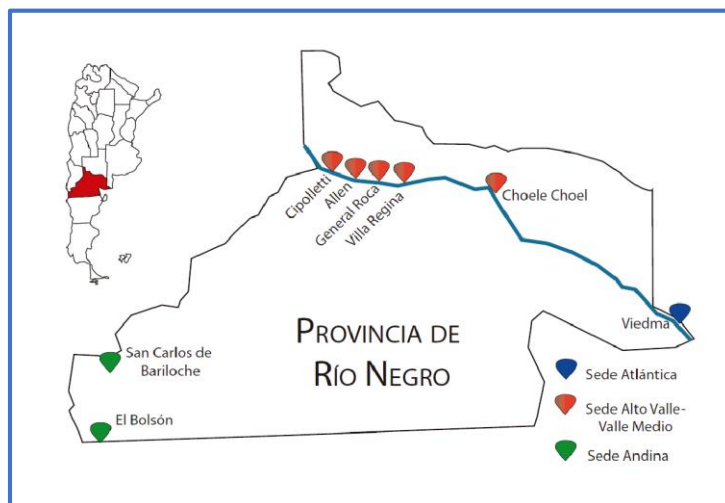 Cipolletti
Allen
General Roca
Villa Regina
Choele Choel
Viedma
PROVINCIA DE
RÍO NEGRO
San Carlos de
Bariloche
El Bolsón
Sede Atlántica
Sede Alto Valle-
Valle Medio
Sede Andina